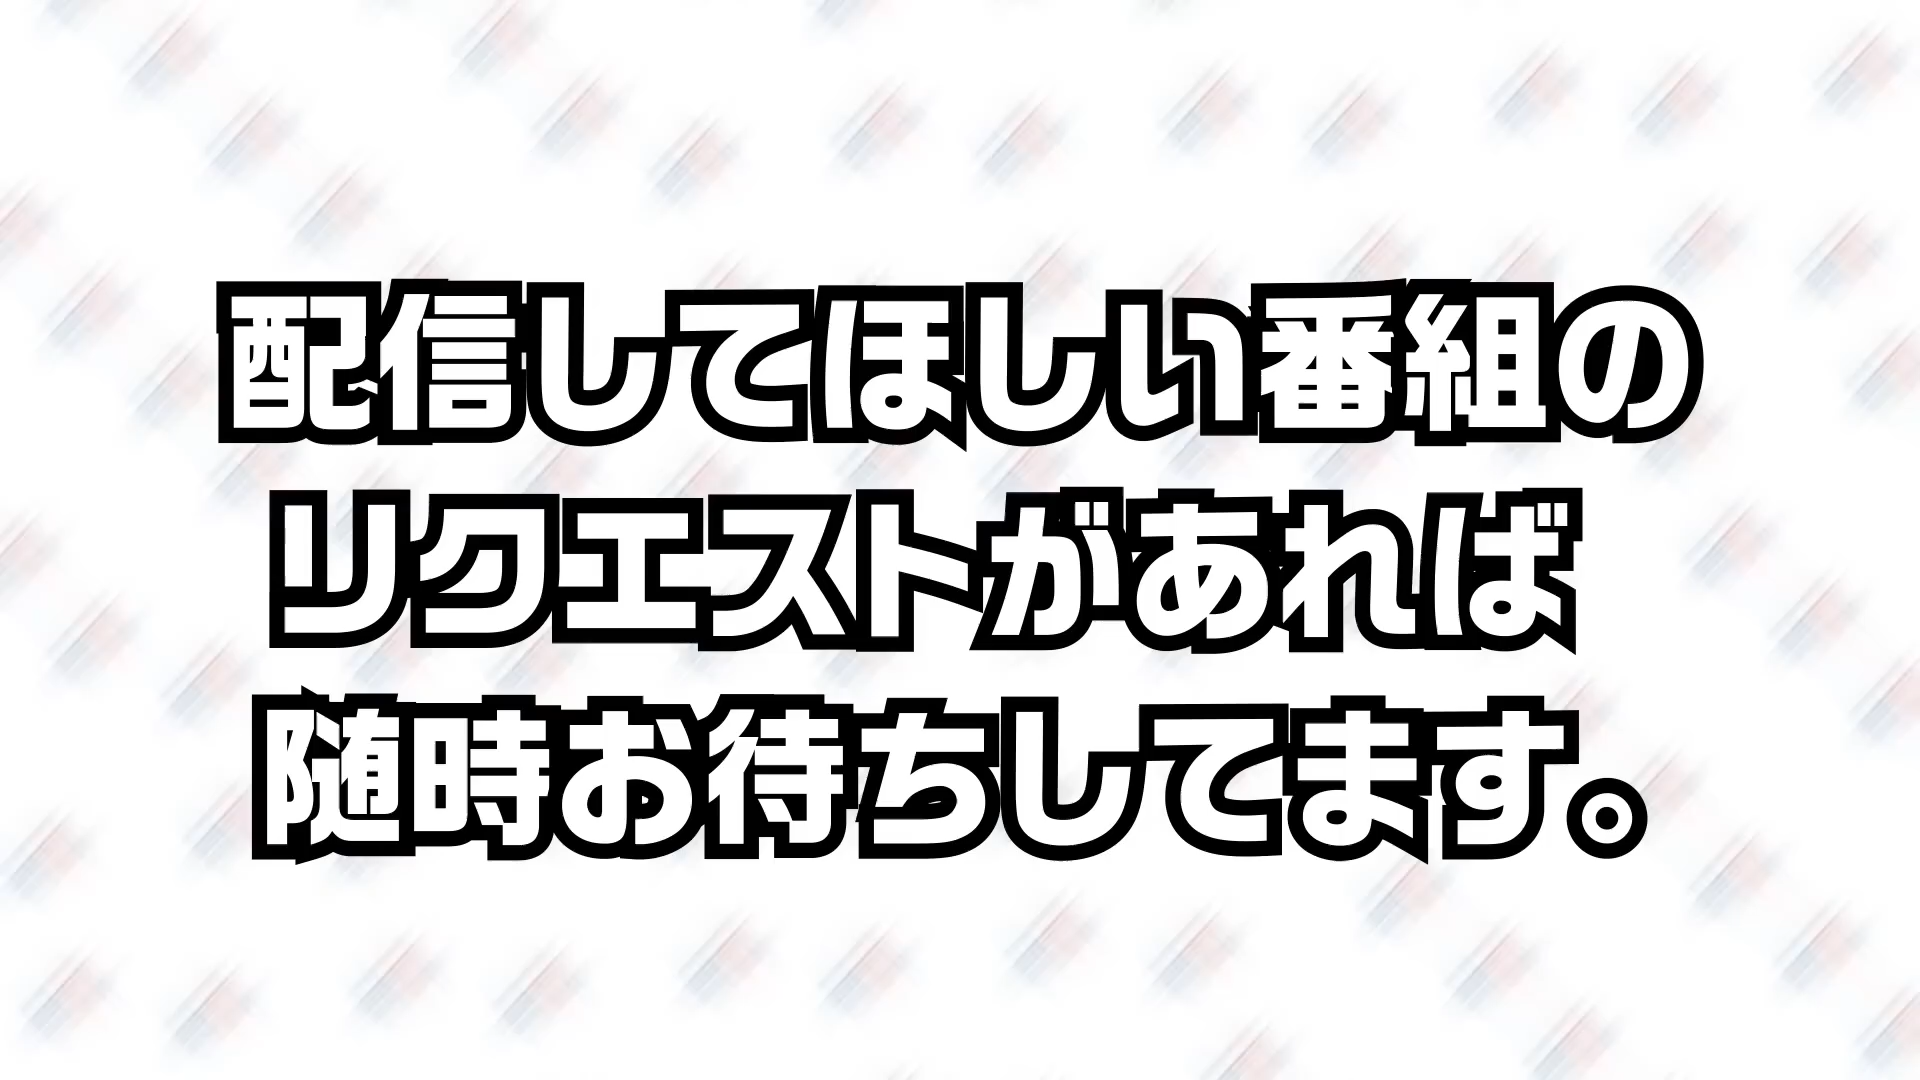 配信してほしい番組の
リクエストがあれば
随時お待ちしてます。